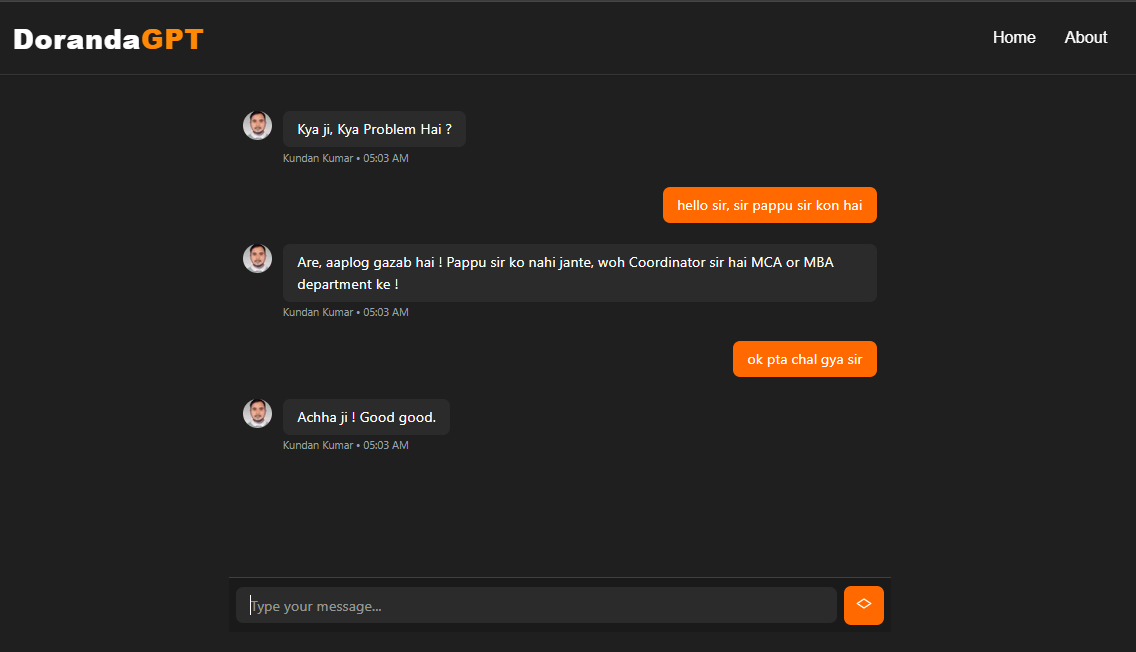 DorandaGPT
Home About
Kya ji, Kya Problem Hai ?
Kundan Kumar • 05:03 AM
hello sir, sir pappu sir kon hai
Are, aaplog gazab hai ! Pappu sir ko nahi jante, woh Coordinator sir hai MCA or MBA
department ke !
Kundan Kumar • 05:03 AM
ok pta chal gya sir
Achha ji ! Good good.
Kundan Kumar • 05:03 AM
Type your message...